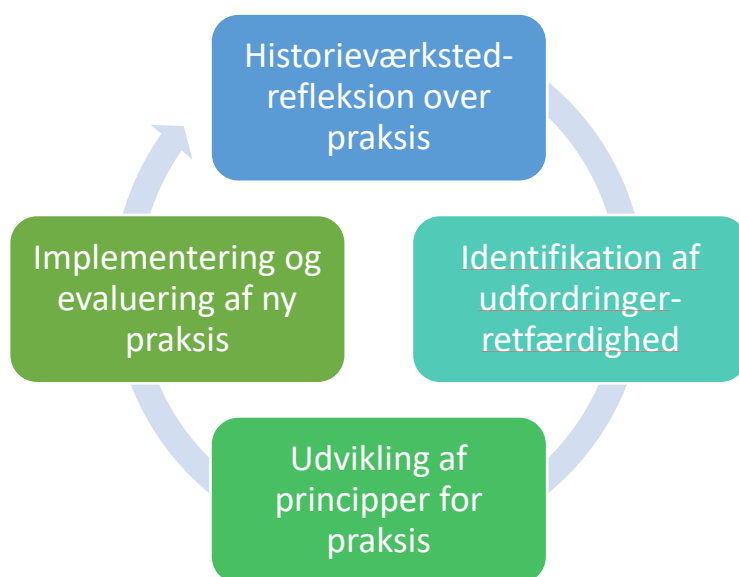 Historieværksted-
refleksion over
praksis
Identifikation af
udfordringer-
retfærdighed
Udvikling af
principper for
praksis
Implementering og
evaluering af ny
praksis